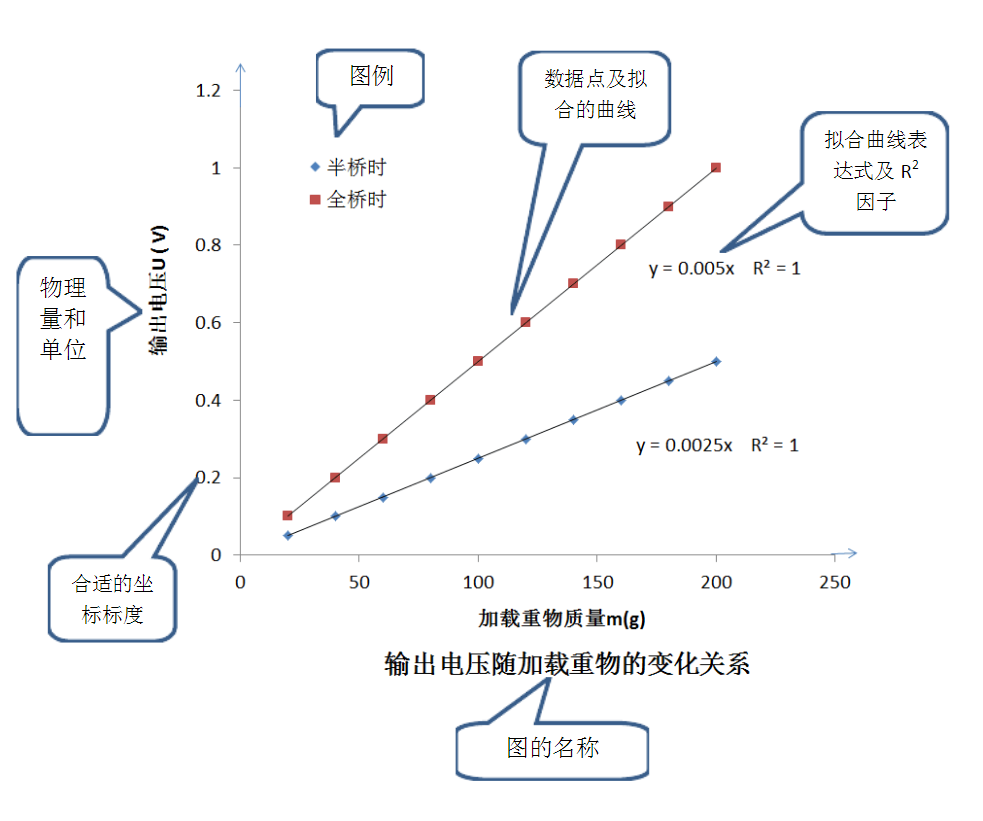 图例
数据点及拟
合的曲线
拟合曲线表
达式及 R²
因子
1.2
1
0.8
0.6
0.4
0.2
0
半桥时
全桥时
物理
量和
单位
输出电压U ( V)
y = 0.005x R² = 1
y = 0.0025x R² = 1
合适的坐
标标度
0 50 100 150 200 250
加载重物质量m(g)
输出电压随加载重物的变化关系
图的名称